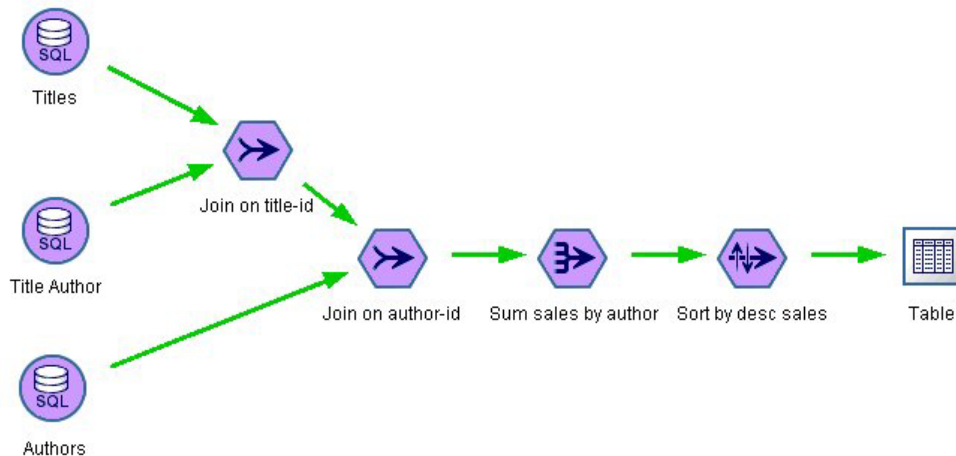 SQL
Titles
Join on title-id
SQL
Title Author
Join on author-id
Sum sales by author
Sort by desc sales
Table
SQL
Authors